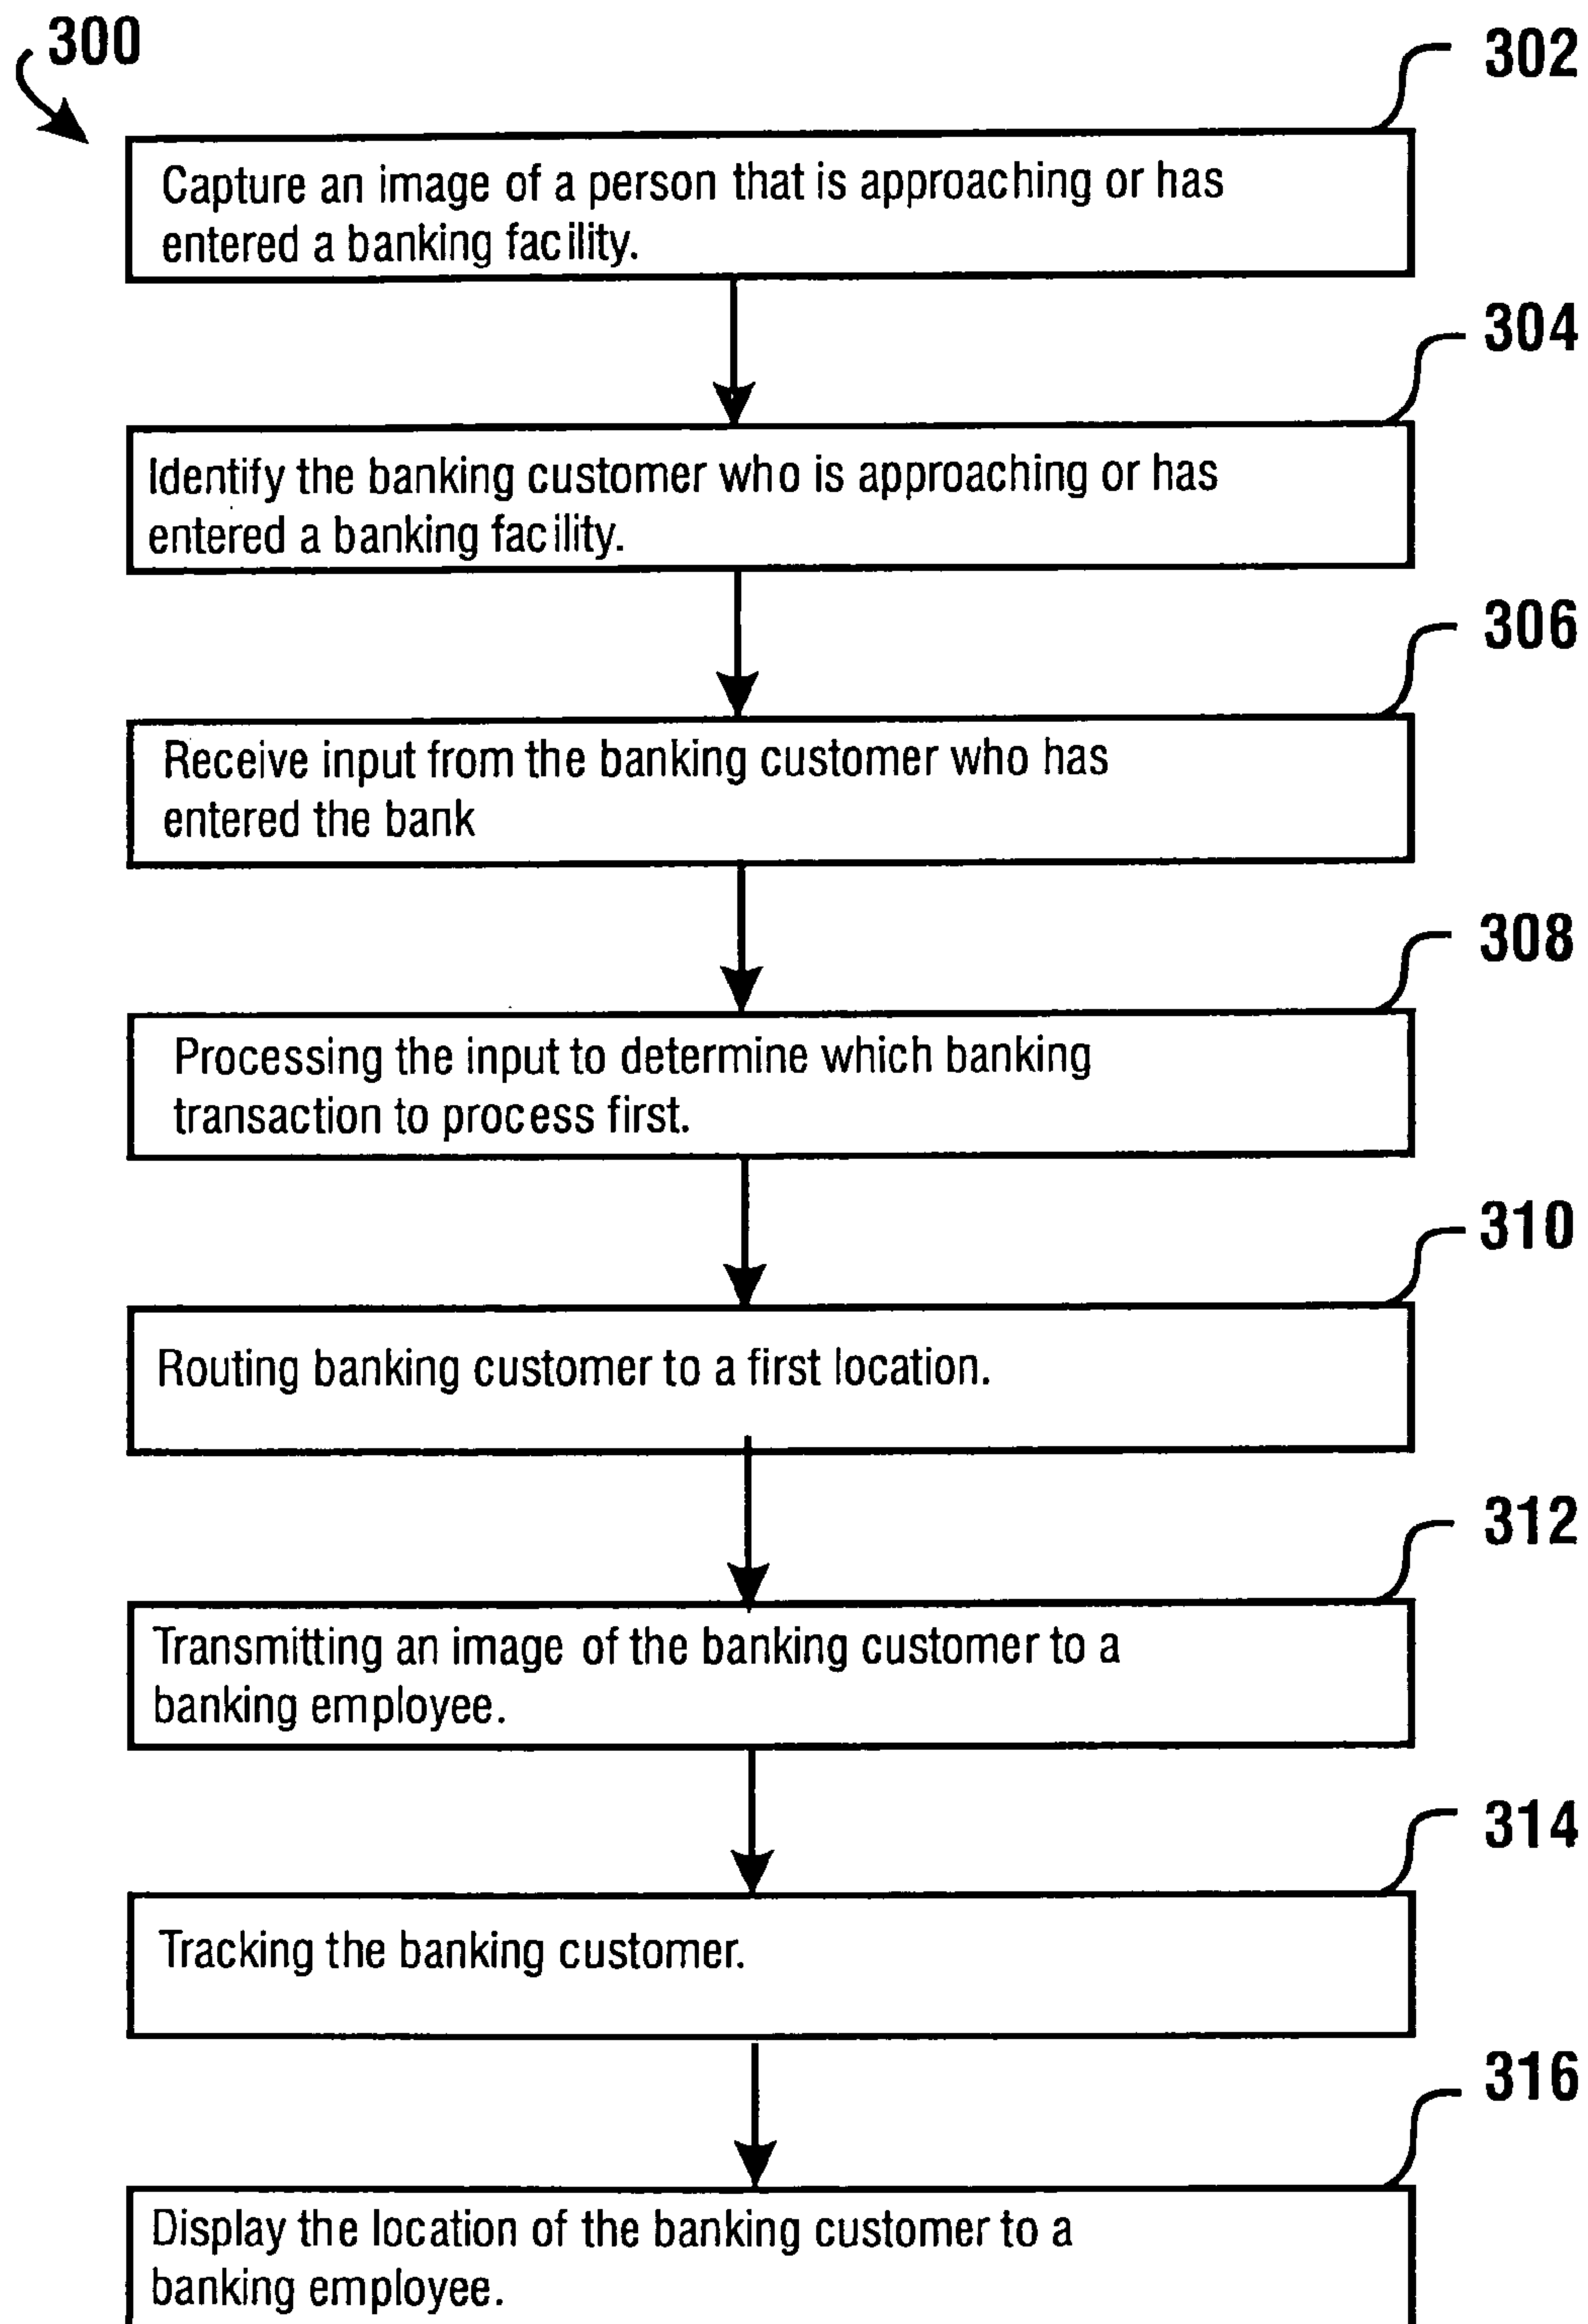 300
302
Capture an image of a person that is approaching or has
entered a banking facility.
304
Identify the banking customer who is approaching or has
entered a banking facility.
306
Receive input from the banking customer who has
entered the bank
308
Processing the input to determine which banking
transaction to process first.
310
Routing banking customer to a first location.
312
Transmitting an image of the banking customer to a
banking employee.
314
Tracking the banking customer.
316
Display the location of the banking customer to a
banking employee.